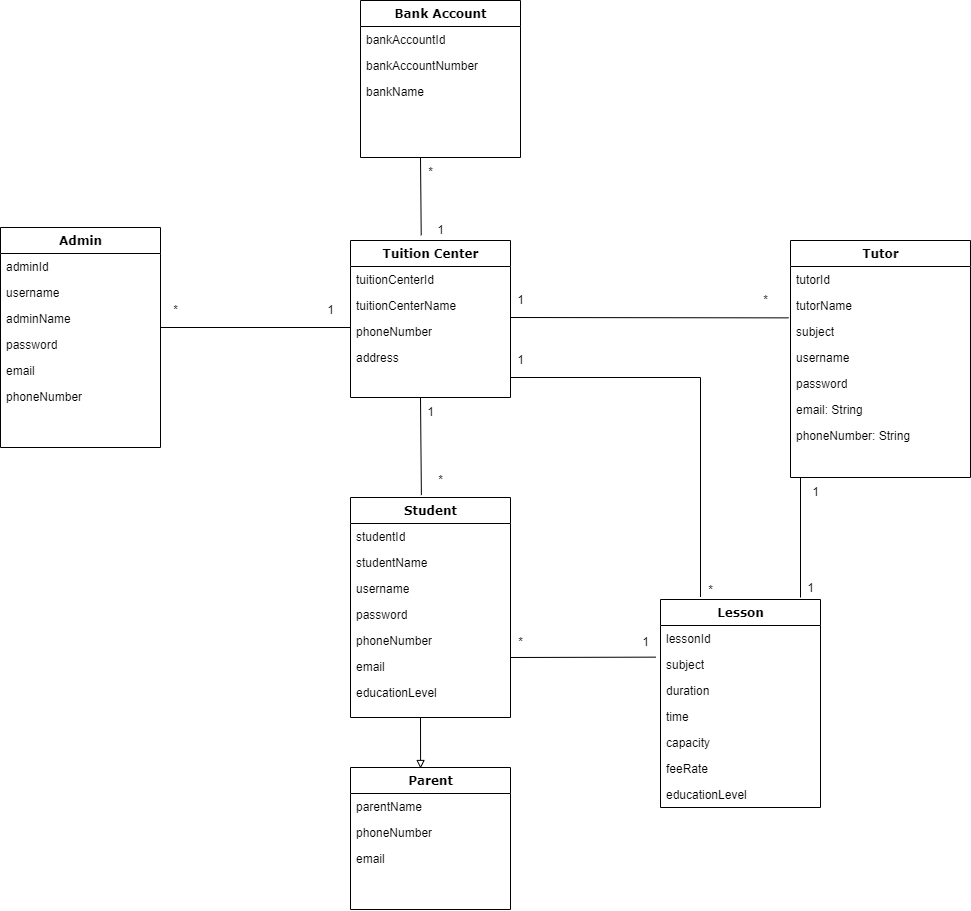 Bank Account
bankAccountId
bankAccountNumber
bankName
*
1
Admin
adminId
username
adminName
password
email
phoneNumber
*
1
Tuition Center
tuitionCenterId
tuitionCenterName
phoneNumber
address
1
*
1
Tutor
tutorId
tutorName
subject
username
password
email: String
phoneNumber: String
1
*
1
*
1
Student
studentId
studentName
username
password
phoneNumber
email
educationLevel
*
1
Lesson
lessonId
subject
duration
time
capacity
feeRate
educationLevel
Parent
parentName
phoneNumber
email